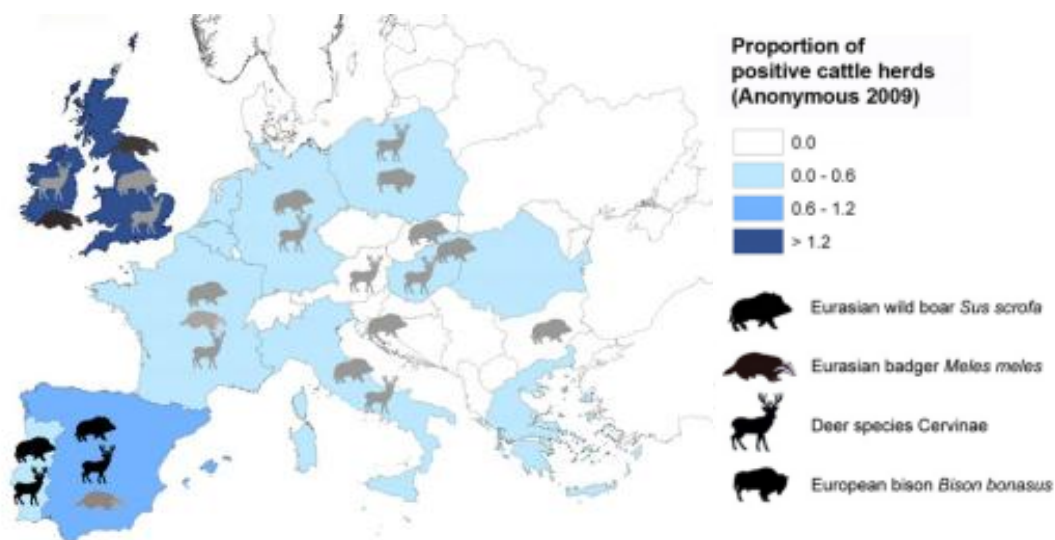 Proportion of
positive cattle herds
(Anonymous 2009)
0.0
0.0 - 0.6
0.6 - 1.2
> 1.2
Eurasian wild boar Sus scrofa
Eurasian badger Meles meles
Deer species Cervinae
European bison Bison bonasus